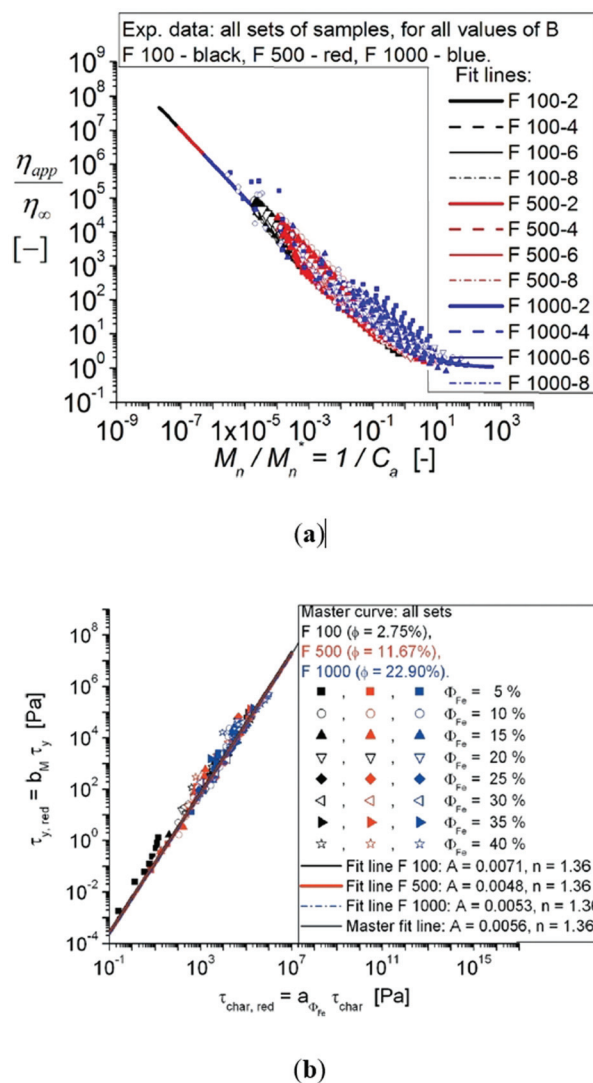 Exp. data: all sets of samples, for all values of B
F 100 - black, F 500 - red, F 1000 - blue.
Fit lines:
F 100-2
F 100-4
F 100-6
F 100-8
F 500-2
F 500-4
F 500-6
F 500-8
F 1000-2
F 1000-4
F 1000-6
F 1000-8
η_app / η_∞ [–]
10^9
10^8
10^7
10^6
10^5
10^4
10^3
10^2
10^1
10^0
10^-1
10^-9 10^-7 1x10^-5 10^-3 10^-1 10^1 10^3
M_n / M_n^* = 1 / C_a [-]
(a)
Master curve: all sets
F 100 (ϕ = 2.75%),
F 500 (ϕ = 11.67%),
F 1000 (ϕ = 22.90%).
, , Φ_Fe = 5 %
, , Φ_Fe = 10 %
, , Φ_Fe = 15 %
, , Φ_Fe = 20 %
, , Φ_Fe = 25 %
, , Φ_Fe = 30 %
, , Φ_Fe = 35 %
, , Φ_Fe = 40 %
Fit line F 100: A = 0.0071, n = 1.36
Fit line F 500: A = 0.0048, n = 1.36
Fit line F 1000: A = 0.0053, n = 1.36
Master fit line: A = 0.0056, n = 1.36
τ_y, red = b_M τ_y [Pa]
10^8
10^6
10^4
10^2
10^0
10^-2
10^-4
10^-1 10^3 10^7 10^11 10^15
τ_char, red = a_Φ_Fe τ_char [Pa]
(b)